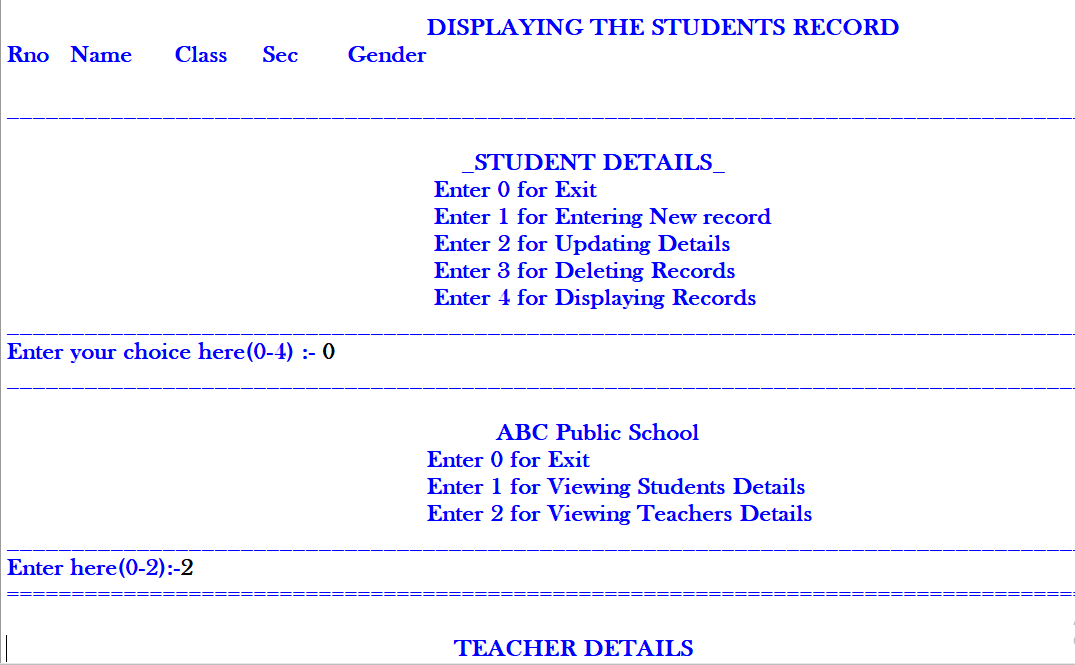 DISPLAYING THE STUDENTS RECORD
Rno Name Class Sec Gender
_STUDENT DETAILS_
Enter 0 for Exit
Enter 1 for Entering New record
Enter 2 for Updating Details
Enter 3 for Deleting Records
Enter 4 for Displaying Records
Enter your choice here(0-4) :- 0
ABC Public School
Enter 0 for Exit
Enter 1 for Viewing Students Details
Enter 2 for Viewing Teachers Details
Enter here(0-2):-2
TEACHER DETAILS